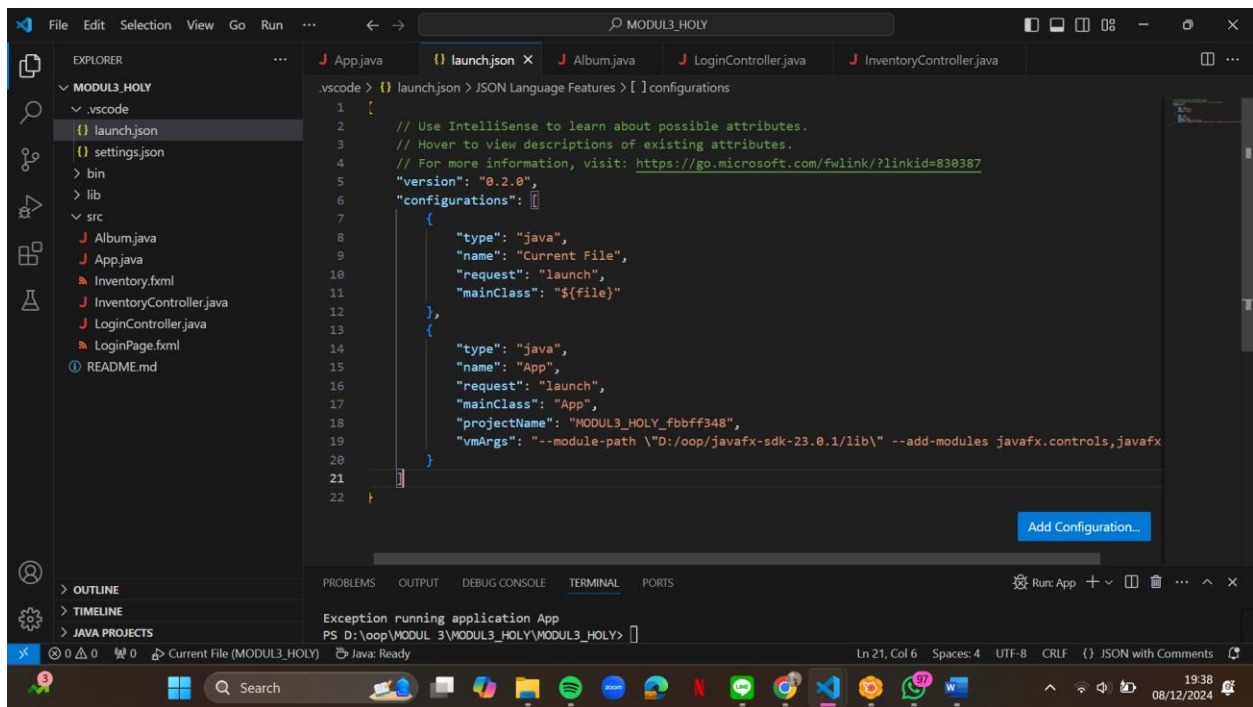 File Edit Selection View Go Run ··· MODUL3_HOLY
EXPLORER ···
MODUL3_HOLY
.vscode
{} launch.json
{} settings.json
bin
lib
src
J Album.java
J App.java
Inventory.fxml
J InventoryController.java
J LoginController.java
LoginPage.fxml
README.md
OUTLINE
TIMELINE
JAVA PROJECTS
J App.java {} launch.json J Album.java J LoginController.java J InventoryController.java
.vscode > {} launch.json > JSON Language Features > [ ] configurations
1 {
2 // Use IntelliSense to learn about possible attributes.
3 // Hover to view descriptions of existing attributes.
4 // For more information, visit: https://go.microsoft.com/fwlink/?linkid=830387
5 "version": "0.2.0",
6 "configurations": [
7 {
8 "type": "java",
9 "name": "Current File",
10 "request": "launch",
11 "mainClass": "${file}"
12 },
13 {
14 "type": "java",
15 "name": "App",
16 "request": "launch",
17 "mainClass": "App",
18 "projectName": "MODUL3_HOLY_fbbff348",
19 "vmArgs": "--module-path \"D:/oop/javafx-sdk-23.0.1/lib\" --add-modules javafx.controls,javafx
20 }
21 ]
22 }
Add Configuration...
PROBLEMS OUTPUT DEBUG CONSOLE TERMINAL PORTS Run: App
Exception running application App
PS D:\oop\MODUL 3\MODUL3_HOLY\MODUL3_HOLY>
0 0 0 Current File (MODUL3_HOLY) Java: Ready Ln 21, Col 6 Spaces: 4 UTF-8 CRLF {} JSON with Comments
3 Search zoom N LINE 97 W 19:38
08/12/2024